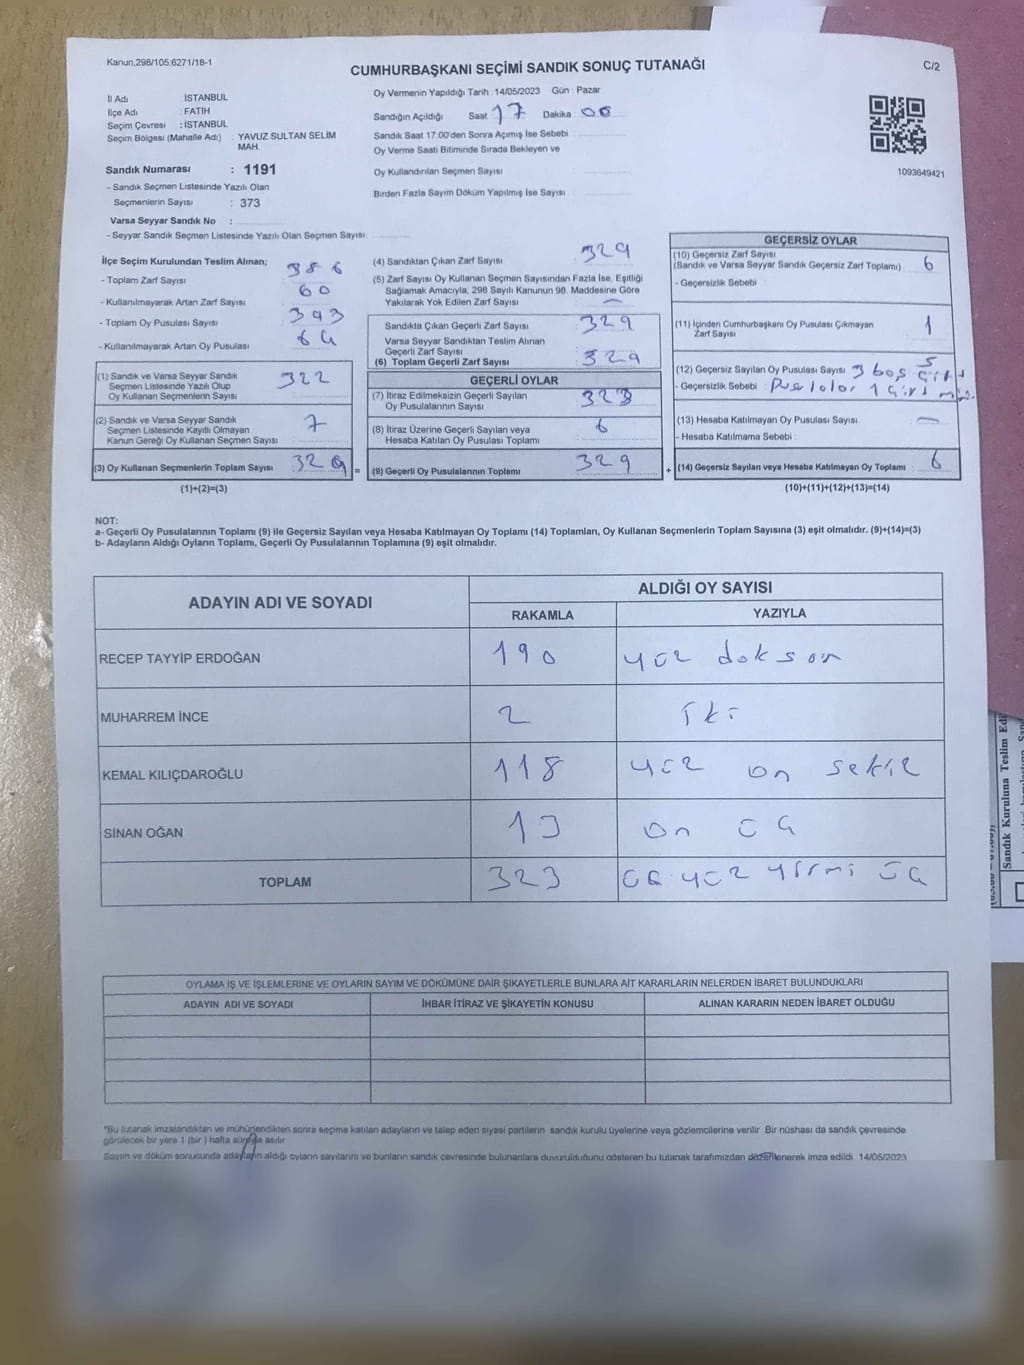 Kanun,298/105,6271/18-1
CUMHURBAŞKANI SEÇİMİ SANDIK SONUÇ TUTANAĞI
C/2
İl Adı : İSTANBUL
İlçe Adı : FATİH
Seçim Çevresi : İSTANBUL
Seçim Bölgesi (Mahalle Adı) : YAVUZ SULTAN SELİM MAH.
Sandık Numarası : 1191
- Sandık Seçmen Listesinde Yazılı Olan
Seçmenlerin Sayısı : 373
Varsa Seyyar Sandık No :
- Seyyar Sandık Seçmen Listesinde Yazılı Olan Seçmen Sayısı:
Oy Vermenin Yapıldığı Tarih : 14/05/2023 Gün : Pazar
Sandığın Açıldığı Saat : 17 Dakika : 00
Sandık Saat 17.00'den Sonra Açımış İse Sebebi :
Oy Verme Saati Bitiminde Sırada Bekleyen ve
Oy Kullandırılan Seçmen Sayısı :
Birden Fazla Sayım Döküm Yapılmış İse Sayısı :
1093649421
İlçe Seçim Kurulundan Teslim Alınan;
- Toplam Zarf Sayısı : 386
- Kullanılmayarak Artan Zarf Sayısı : 60
- Toplam Oy Pusulası Sayısı : 393
- Kullanılmayarak Artan Oy Pusulası : 64
(1) Sandık ve Varsa Seyyar Sandık
Seçmen Listesinde Yazılı Olup
Oy Kullanan Seçmenlerin Sayısı : 322
(2) Sandık ve Varsa Seyyar Sandık
Seçmen Listesinde Kayıtlı Olmayan
Kanun Gereği Oy Kullanan Seçmen Sayısı : 7
(3) Oy Kullanan Seçmenlerin Toplam Sayısı : 329 =
(1)+(2)=(3)
(4) Sandıktan Çıkan Zarf Sayısı : 329
(5) Zarf Sayısı Oy Kullanan Seçmen Sayısından Fazla İse, Eşitliği
Sağlamak Amacıyla, 298 Sayılı Kanunun 98. Maddesine Göre
Yakılarak Yok Edilen Zarf Sayısı : —
Sandıkta Çıkan Geçerli Zarf Sayısı : 329
Varsa Seyyar Sandıktan Teslim Alınan
Geçerli Zarf Sayısı :
(6) Toplam Geçerli Zarf Sayısı : 329
GEÇERLİ OYLAR
(7) İtiraz Edilmeksizin Geçerli Sayılan
Oy Pusulalarının Sayısı : 323
(8) İtiraz Üzerine Geçerli Sayılan veya
Hesaba Katılan Oy Pusulası Toplamı : 6
(9) Geçerli Oy Pusulalarının Toplamı : 329 +
GEÇERSİZ OYLAR
(10) Geçersiz Zarf Sayısı
(Sandık ve Varsa Seyyar Sandık Geçersiz Zarf Toplamı) : 6
- Geçersizlik Sebebi :
(11) İçinden Cumhurbaşkanı Oy Pusulası Çıkmayan
Zarf Sayısı : 1
(12) Geçersiz Sayılan Oy Pusulası Sayısı : 5
3 boş
- Geçersizlik Sebebi :
(13) Hesaba Katılmayan Oy Pusulası Sayısı : —
- Hesaba Katılmama Sebebi :
(14) Geçersiz Sayılan veya Hesaba Katılmayan Oy Toplamı : 6
(10)+(11)+(12)+(13)=(14)
NOT:
a- Geçerli Oy Pusulalarının Toplamı (9) ile Geçersiz Sayılan veya Hesaba Katılmayan Oy Toplamı (14) Toplamları, Oy Kullanan Seçmenlerin Toplam Sayısına (3) eşit olmalıdır. (9)+(14)=(3)
b- Adayların Aldığı Oyların Toplamı, Geçerli Oy Pusulalarının Toplamına (9) eşit olmalıdır.
ADAYIN ADI VE SOYADI
ALDIĞI OY SAYISI
RAKAMLA YAZIYLA
RECEP TAYYİP ERDOĞAN 190 yüz doksan
MUHARREM İNCE 2 İki
KEMAL KILIÇDAROĞLU 118 yüz on sekiz
SİNAN OĞAN 13 on üç
TOPLAM 323 üç yüz yirmi üç
OYLAMA İŞ VE İŞLEMLERİNE VE OYLARIN SAYIM VE DÖKÜMÜNE DAİR ŞİKAYETLERLE BUNLARA AİT KARARLARIN NELERDEN İBARET BULUNDUKLARI
ADAYIN ADI VE SOYADI İHBAR İTİRAZ VE ŞİKAYETİN KONUSU ALINAN KARARIN NEDEN İBARET OLDUĞU
*Bu tutanak imzalandıktan ve mühürlendikten sonra seçime katılan adayların ve talep eden siyasi partilerin sandık kurulu üyelerine veya gözlemcilerine verilir. Bir nüshası da sandık çevresinde
görülecek bir yere 1 (bir ) hafta süreyle asılır.
Sayım ve döküm sonucunda adayların aldığı oyların sayılarını ve bunların sandık çevresinde bulunanlara duyurulduğunu gösteren bu tutanak tarafımızdan düzenlenerek imza edildi. 14/05/2023
Sandık Kuruluna Teslim Edi